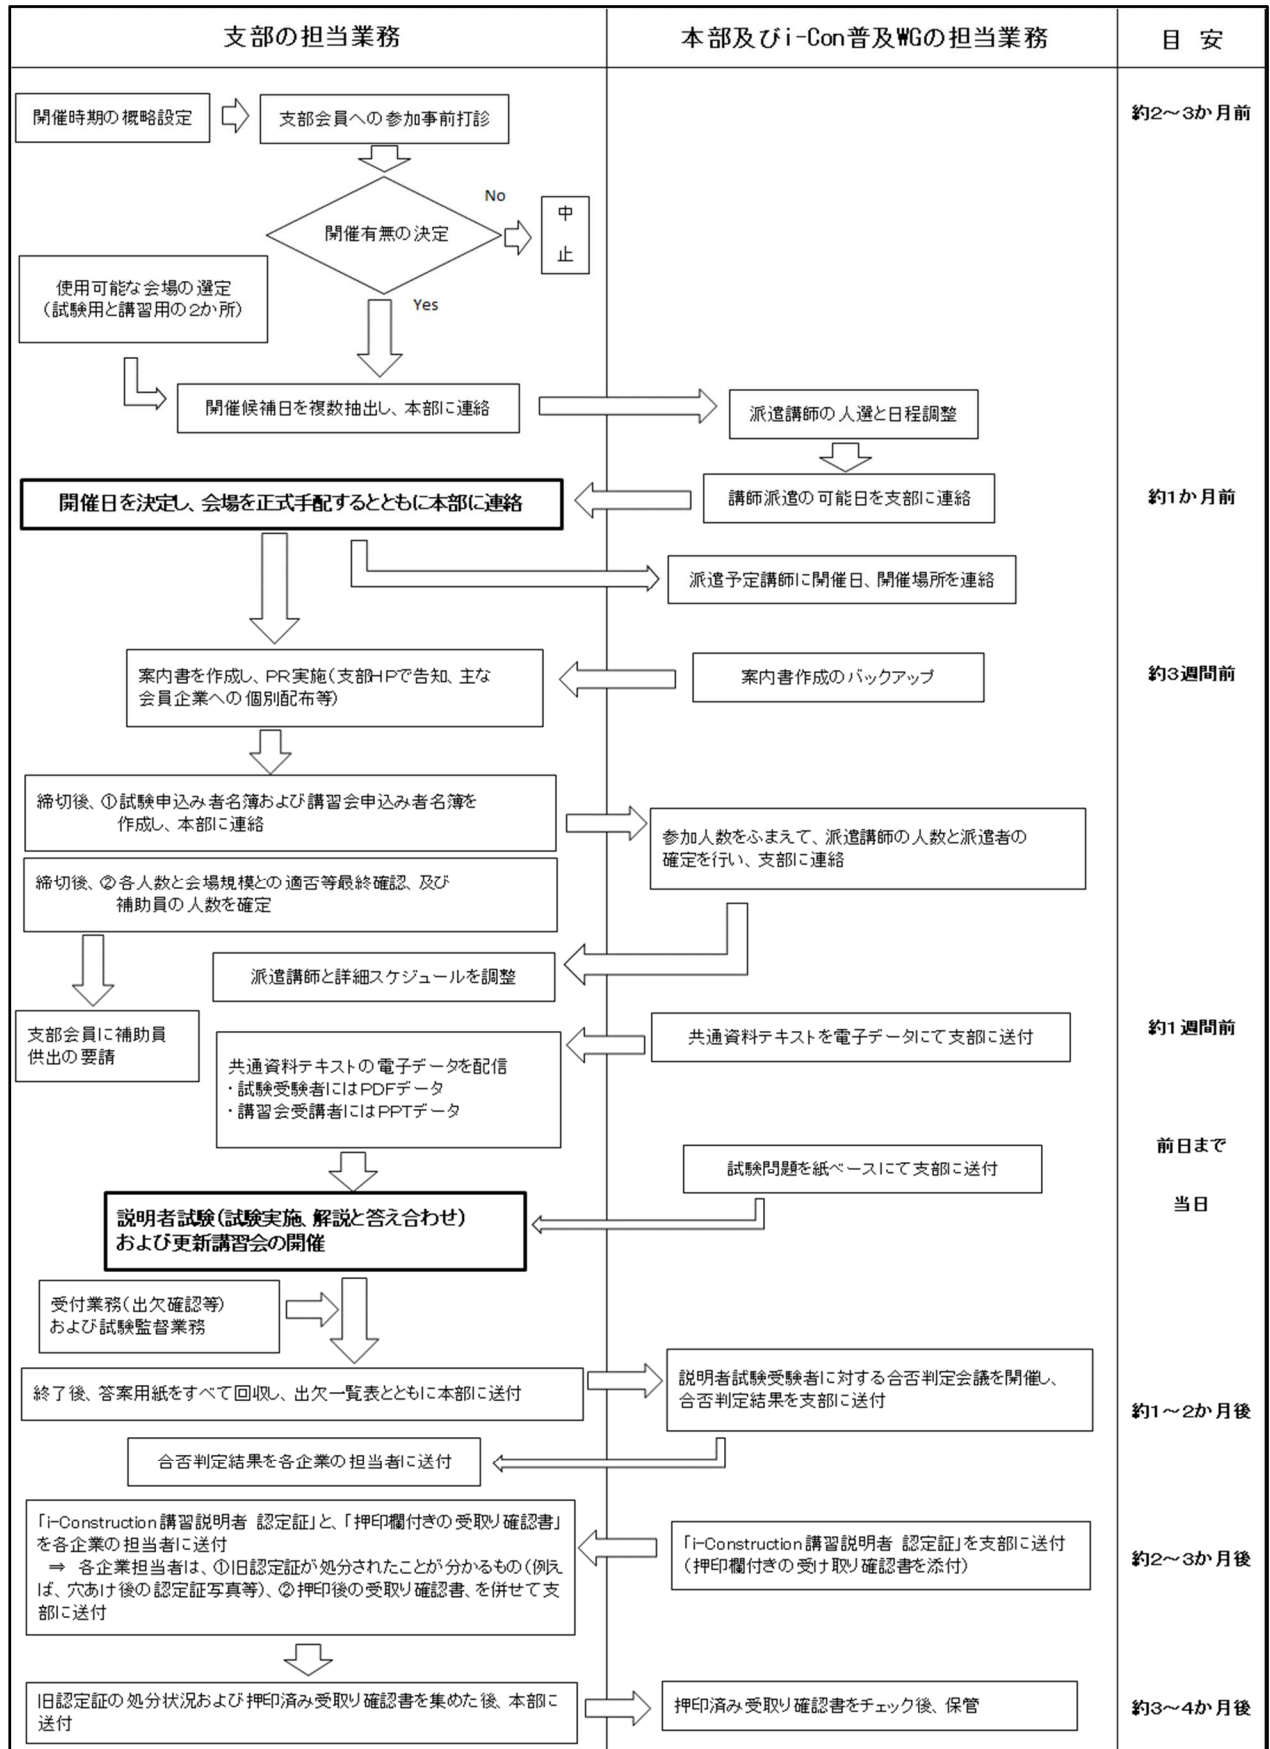 支部の担当業務
本部及びi-Con普及WGの担当業務
目 安
開催時期の概略設定
支部会員への参加事前打診
約2～3か月前
No
中
止
開催有無の決定
使用可能な会場の選定
(試験用と講習用の2か所)
Yes
開催候補日を複数抽出し、本部に連絡
派遣講師の人選と日程調整
開催日を決定し、会場を正式手配するとともに本部に連絡
講師派遣の可能日を支部に連絡
約1か月前
派遣予定講師に開催日、開催場所を連絡
案内書を作成し、PR実施(支部HPで告知、主な
会員企業への個別配布等)
案内書作成のバックアップ
約3週間前
締切後、①試験申込み者名簿および講習会申込み者名簿を
作成し、本部に連絡
参加人数をふまえて、派遣講師の人数と派遣者の
確定を行い、支部に連絡
締切後、②各人数と会場規模との適否等最終確認、及び
補助員の人数を確定
派遣講師と詳細スケジュールを調整
支部会員に補助員
供出の要請
共通資料テキストを電子データにて支部に送付
約1週間前
共通資料テキストの電子データを配信
・試験受験者にはPDFデータ
・講習会受講者にはPPTデータ
前日まで
試験問題を紙ベースにて支部に送付
当日
説明者試験(試験実施、解説と答え合わせ)
および更新講習会の開催
受付業務(出欠確認等)
および試験監督業務
終了後、答案用紙をすべて回収し、出欠一覧表とともに本部に送付
説明者試験受験者に対する合否判定会議を開催し、
合否判定結果を支部に送付
約1～2か月後
合否判定結果を各企業の担当者に送付
「i-Construction講習説明者 認定証」と、「押印欄付きの受取り確認書」
を各企業の担当者に送付
⇒ 各企業担当者は、①旧認定証が処分されたことが分かるもの(例え
ば、穴あけ後の認定証写真等)、②押印後の受取り確認書、を併せて支
部に送付
「i-Construction講習説明者 認定証」を支部に送付
(押印欄付きの受け取り確認書を添付)
約2～3か月後
旧認定証の処分状況および押印済み受取り確認書を集めた後、本部に
送付
押印済み受取り確認書をチェック後、保管
約3～4か月後